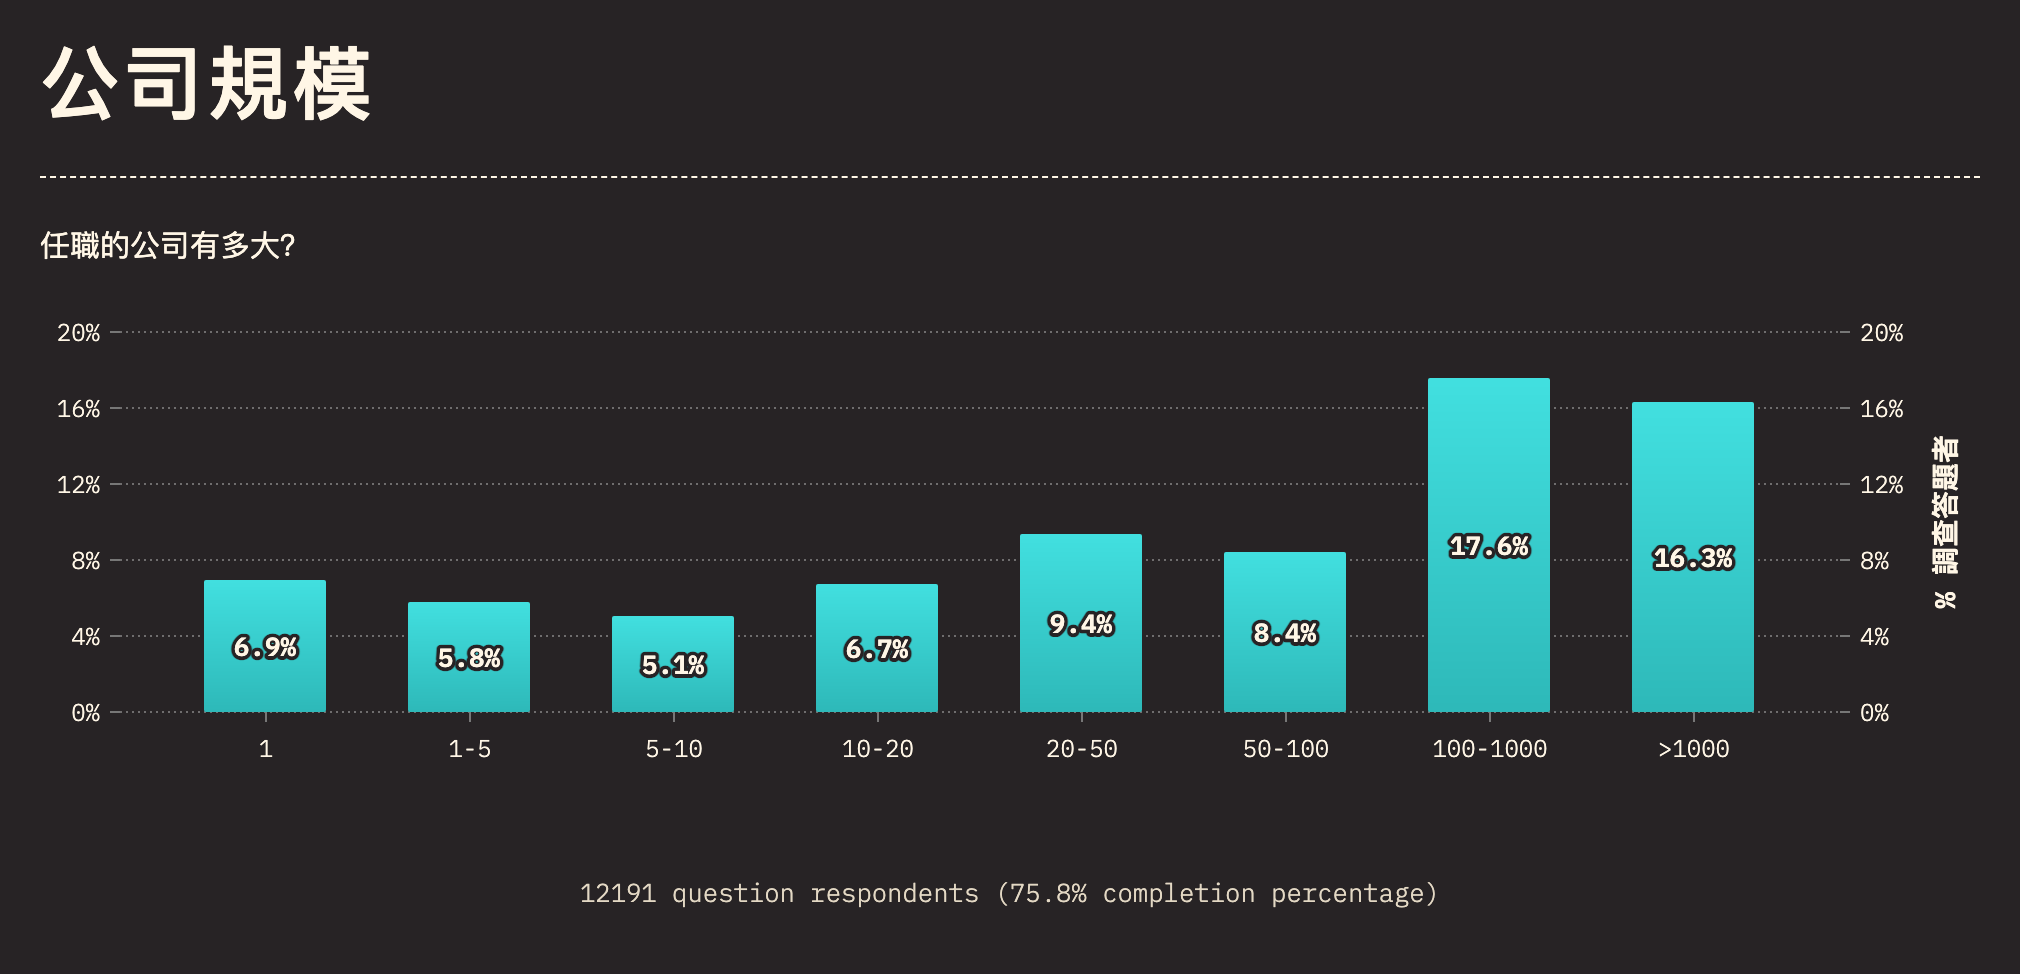 公司規模
任職的公司有多大?
20% 20%
16% 16%
12% 12%
8% 8%
4% 4%
0% 0%
6.9% 5.8% 5.1% 6.7% 9.4% 8.4% 17.6% 16.3%
1 1-5 5-10 10-20 20-50 50-100 100-1000 >1000
% 調查答題者
12191 question respondents (75.8% completion percentage)